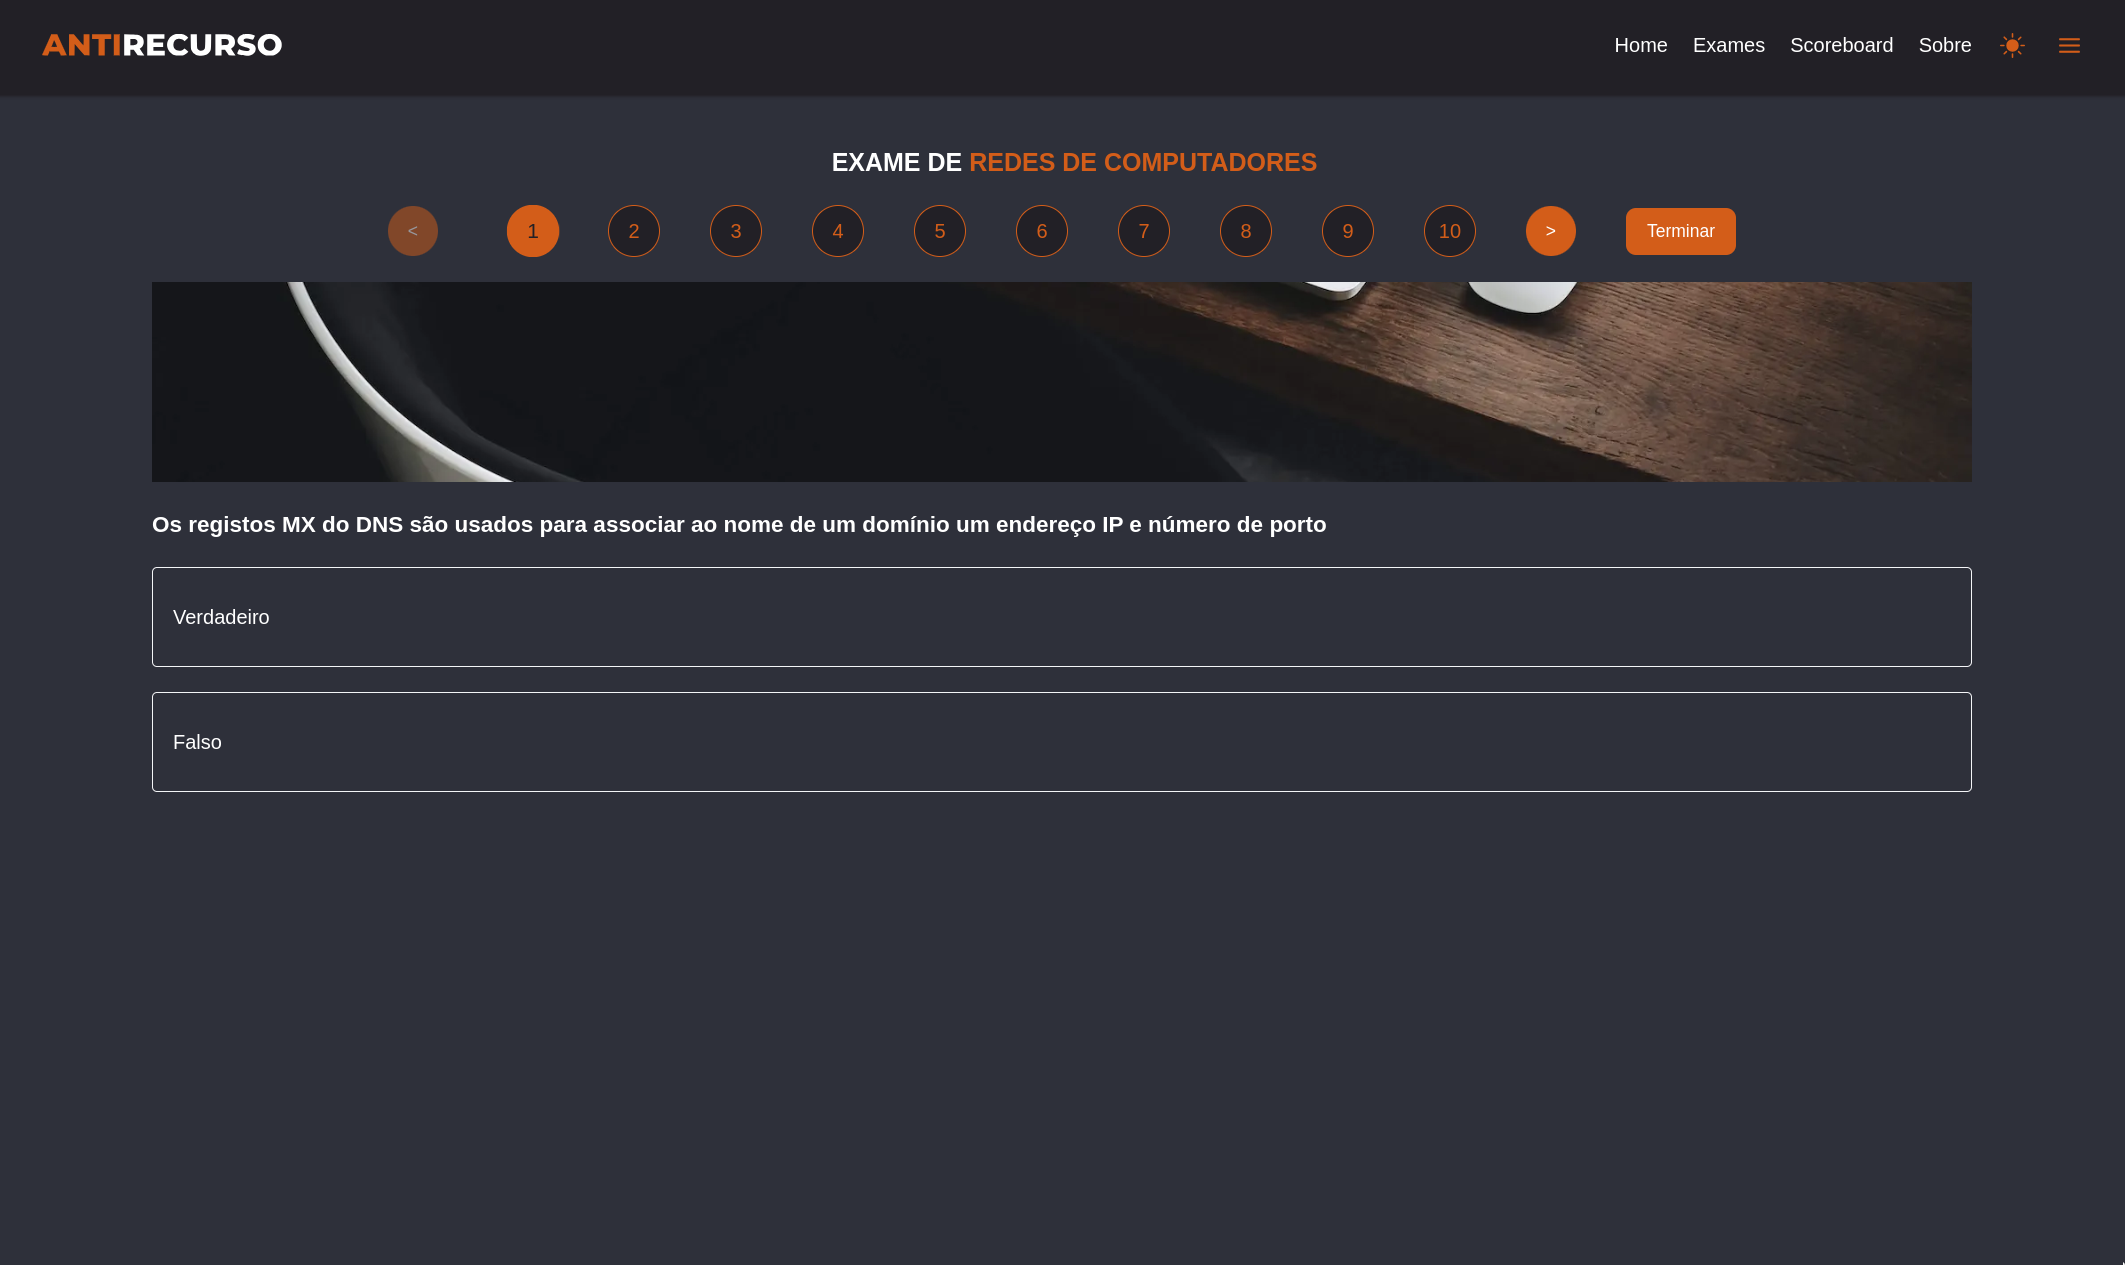 ANTIRECURSO
Home Exames Scoreboard Sobre
EXAME DE REDES DE COMPUTADORES
< 1 2 3 4 5 6 7 8 9 10 > Terminar
Os registos MX do DNS são usados para associar ao nome de um domínio um endereço IP e número de porto
Verdadeiro
Falso